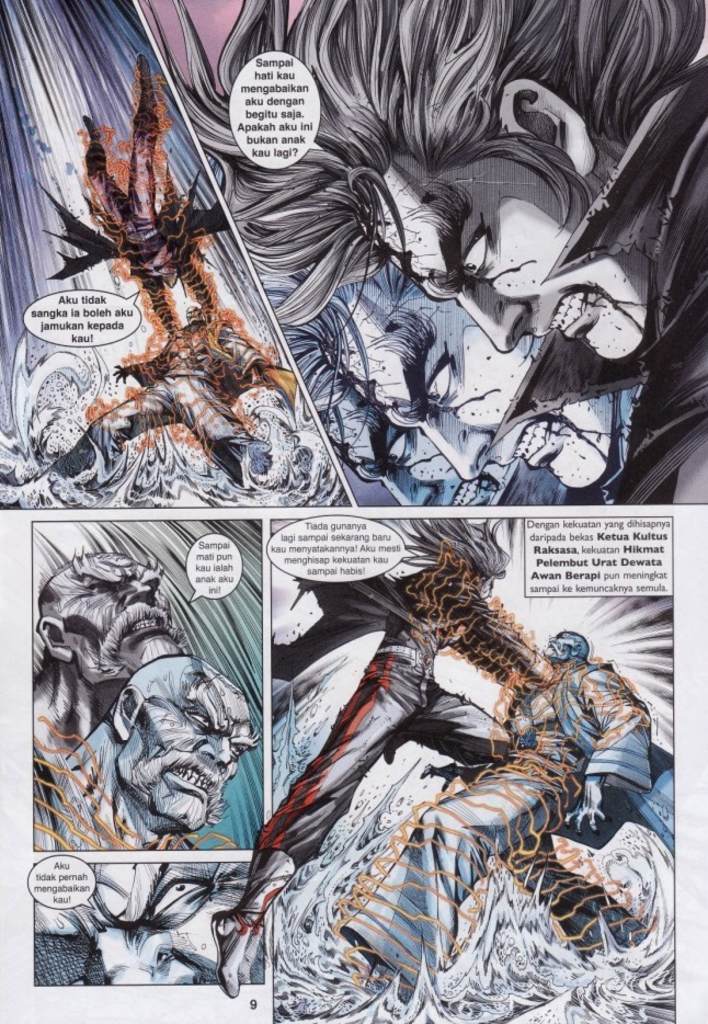 Sampai
hati kau
mengabaikan
aku dengan
begitu saja.
Apakah aku ini
bukan anak
kau lagi?
Aku tidak
sangka ia boleh aku
jamukan kepada
kau!
Sampai
mati pun
kau ialah
anak aku
ini!
Tiada gunanya
lagi sampai sekarang baru
kau menyatakannya! Aku mesti
menghisap kekuatan kau
sampai habis!
Dengan kekuatan yang dihisapnya
daripada bekas Ketua Kultus
Raksasa, kekuatan Hikmat
Pelembut Urat Dewata
Awan Berapi pun meningkat
sampai ke kemuncaknya semula.
Aku
tidak pernah
mengabaikan
kau!
9